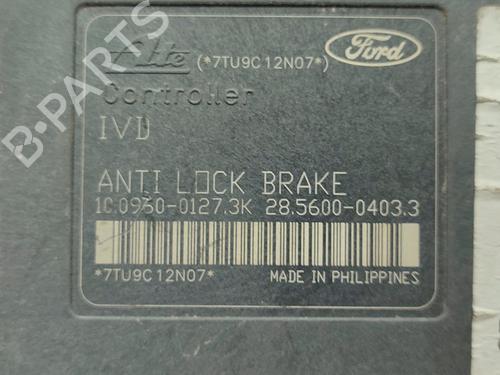 Ate (*7TU9C12N07*) Ford
Controller
IVD
ANTI LOCK BRAKE
10.0960-0127.3K 28.5600-0403.3
*7TU9C12N07* MADE IN PHILIPPINES
B-PARTS